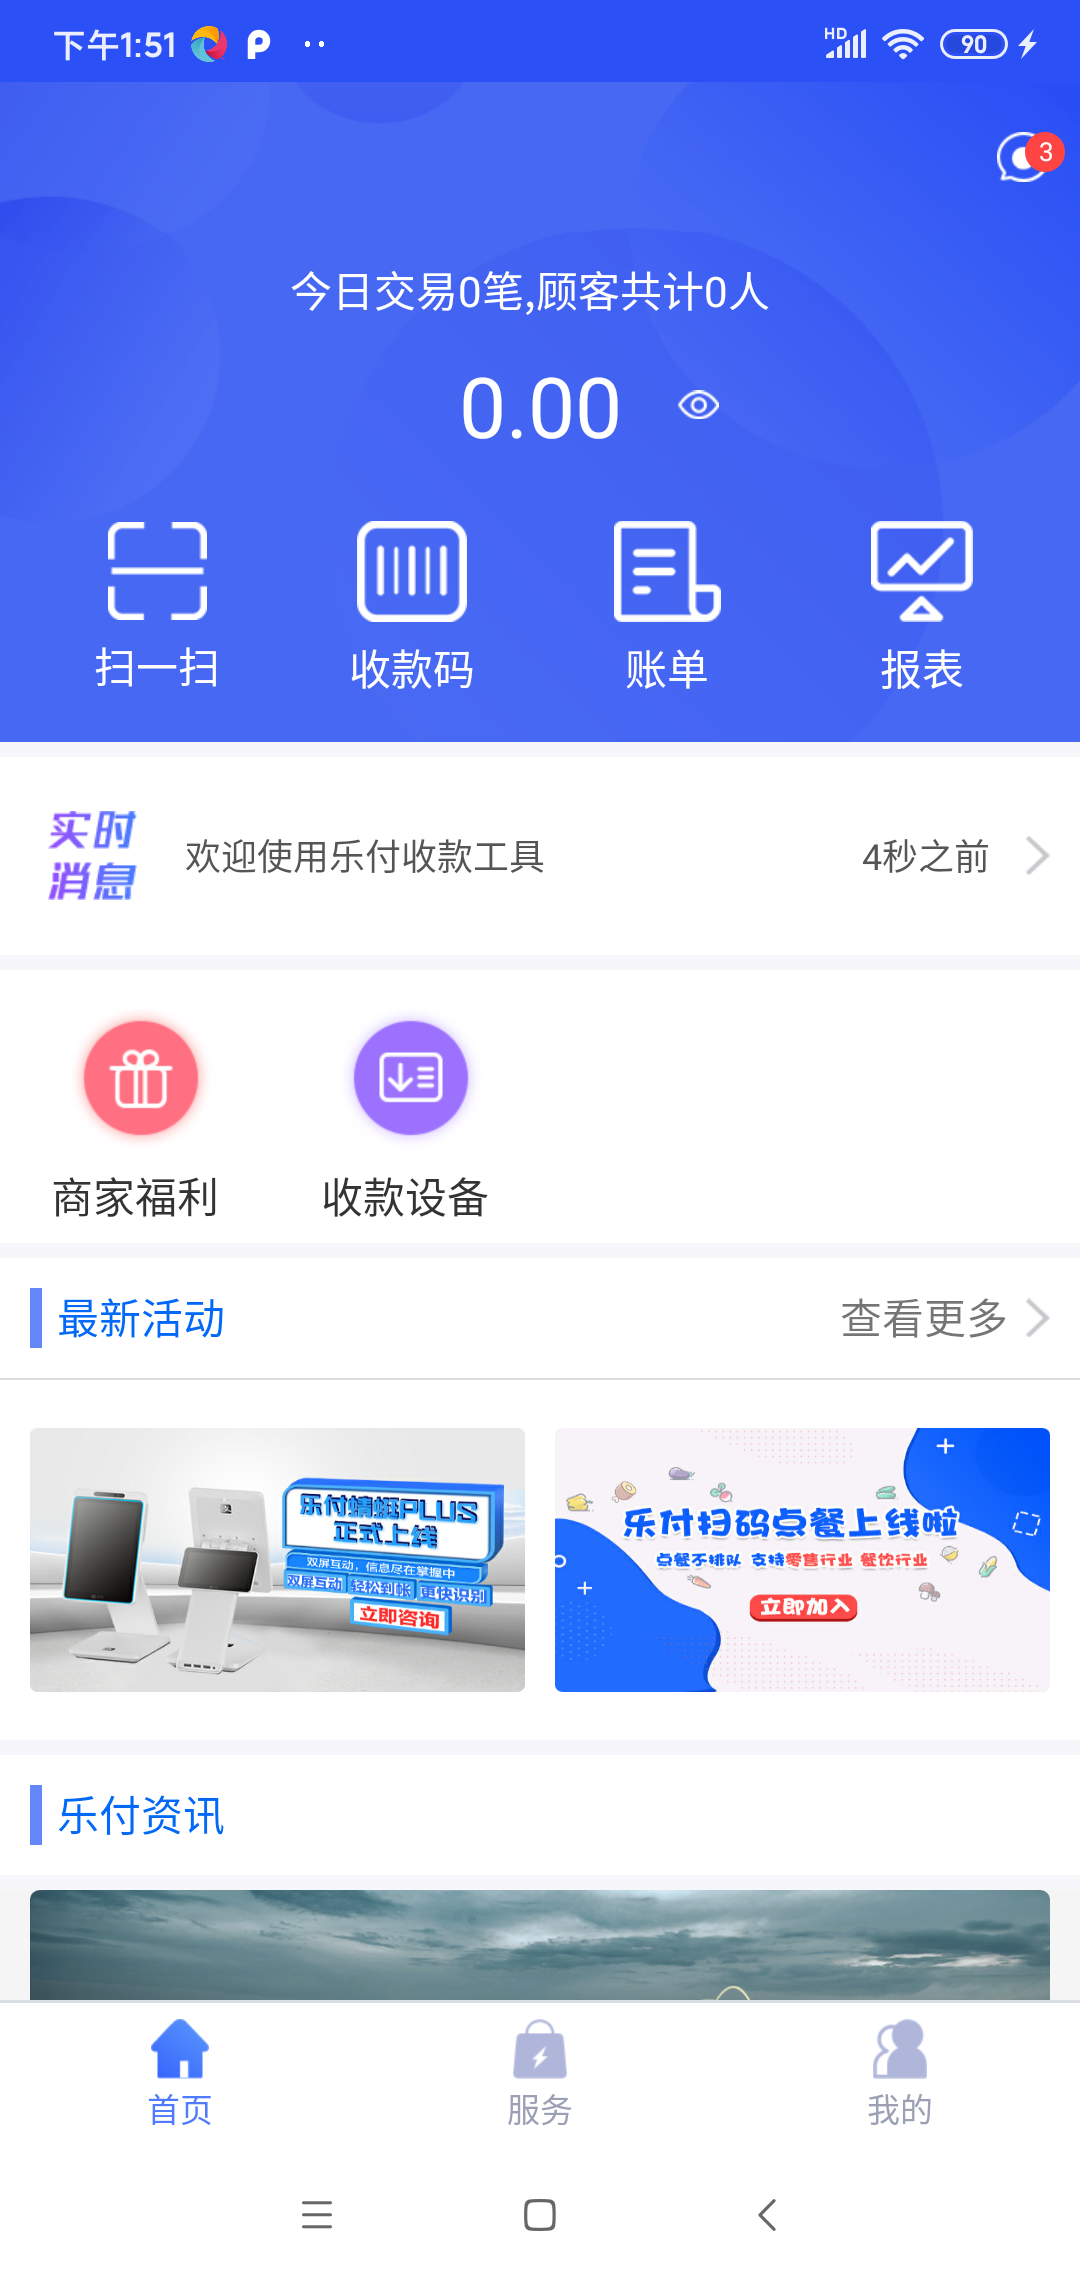 下午1:51
HD
90
3
今日交易0笔,顾客共计0人
0.00
扫一扫
收款码
账单
报表
实时
消息
欢迎使用乐付收款工具
4秒之前
商家福利
收款设备
最新活动
查看更多
乐付蜻蜓PLUS
正式上线
双屏互动，信息尽在掌握中
双屏互动 轻松到账 更快识别
立即咨询
乐付扫码点餐上线啦
点餐不排队 支持零售行业 餐饮行业
立即加入
乐付资讯
首页
服务
我的